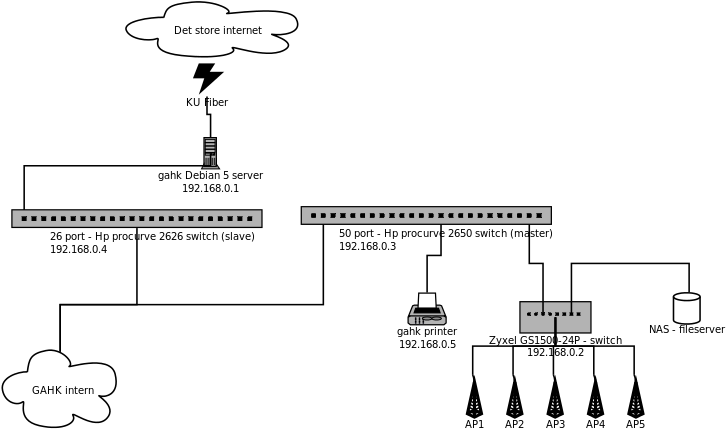 Det store internet
KU Fiber
gahk Debian 5 server
192.168.0.1
26 port - Hp procurve 2626 switch (slave)
192.168.0.4
50 port - Hp procurve 2650 switch (master)
192.168.0.3
gahk printer
192.168.0.5
Zyxel GS1500-24P - switch
192.168.0.2
NAS - fileserver
GAHK intern
AP1 AP2 AP3 AP4 AP5